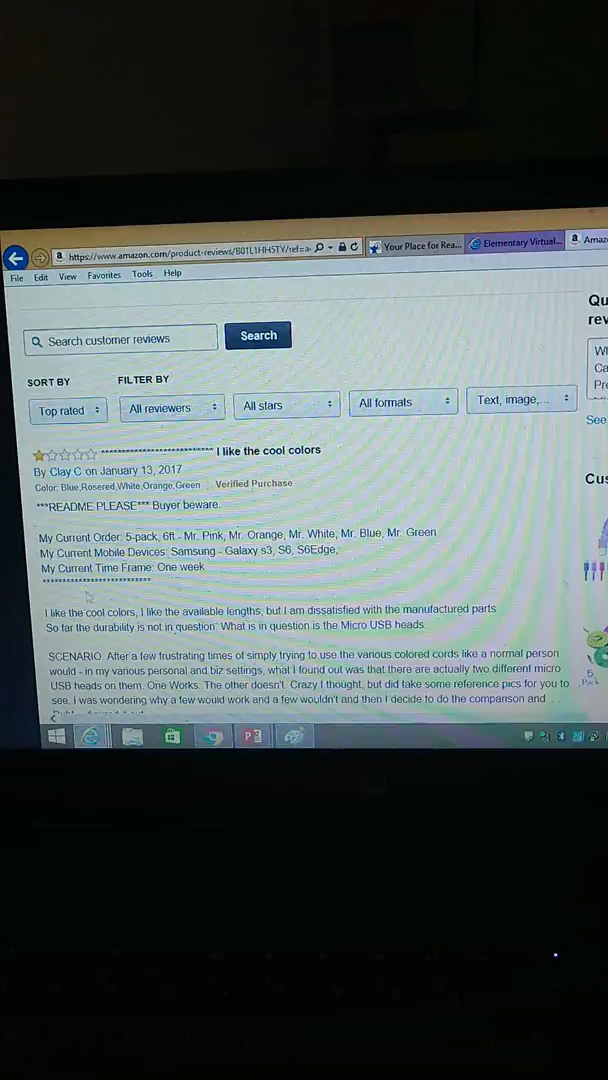 https://www.amazon.com/product-reviews/B01L1HH5TY/ref=a
Your Place for Rea...
Elementary Virtual...
Amaz
File Edit View Favorites Tools Help
Qu
rev
Search customer reviews
Search
SORT BY
FILTER BY
Top rated
All reviewers
All stars
All formats
Text, image,...
Wl
Ca
Pre
See
Cus
**************************** I like the cool colors
By Clay C on January 13, 2017
Color: Blue,Rosered,White,Orange,Green Verified Purchase
***README PLEASE*** Buyer beware.
My Current Order: 5-pack, 6ft - Mr. Pink, Mr. Orange, Mr. White, Mr. Blue, Mr. Green
My Current Mobile Devices: Samsung - Galaxy s3, S6, S6Edge,
My Current Time Frame: One week
***************************
I like the cool colors, I like the available lengths, but I am dissatisfied with the manufactured parts
So far the durability is not in question. What is in question is the Micro USB heads.
SCENARIO: After a few frustrating times of simply trying to use the various colored cords like a normal person
would - in my various personal and biz settings, what I found out was that there are actually two different micro
USB heads on them. One Works. The other doesn't. Crazy I thought, but did take some reference pics for you to
see. I was wondering why a few would work and a few wouldn't and then I decide to do the comparison and